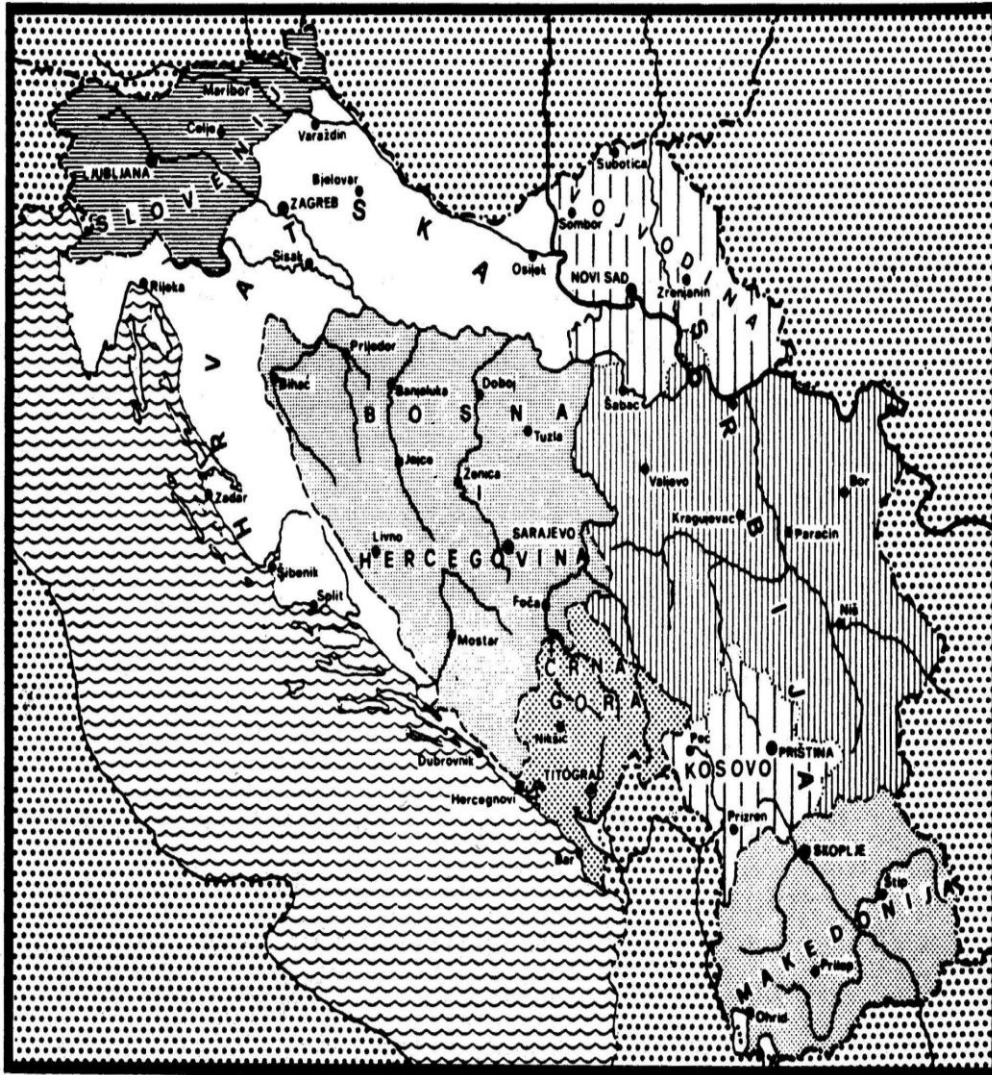 SLOVENIJA
Maribor
Celje
LJUBLJANA
Varaždin
Bjelovar
ZAGREB
Sisak
HRVATSKA
Osijek
Rijeka
Zadar
Šibenik
Split
Dubrovnik
VOJVODINA
Subotica
Sombor
NOVI SAD
Zrenjanin
BOSNA
I
HERCEGOVINA
Prijedor
Bihać
Banjaluka
Doboj
Tuzla
Jajce
Zenica
SARAJEVO
Livno
Foča
Mostar
SRBIJA
Šabac
Valjevo
Bor
Kragujevac
Paraćin
Niš
CRNA
GORA
Nikšić
TITOGRAD
Hercegnovi
Bar
KOSOVO
Peć
PRIŠTINA
Prizren
MAKEDONIJA
SKOPLJE
Štip
Prilep
Ohrid